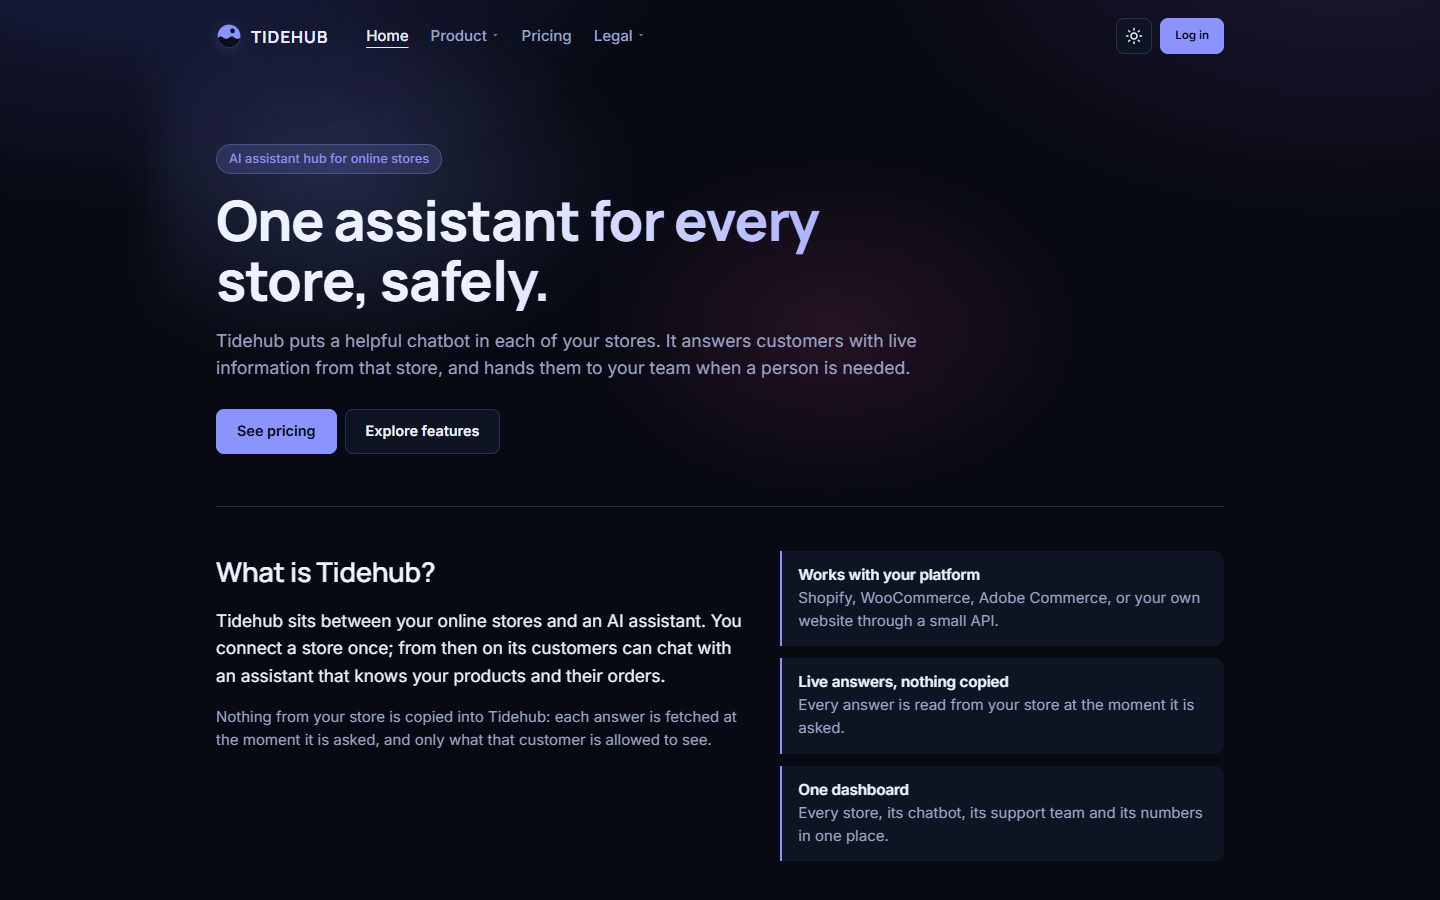 TIDEHUB
Home
Product
Pricing
Legal
Log in
AI assistant hub for online stores
One assistant for every
store, safely.
Tidehub puts a helpful chatbot in each of your stores. It answers customers with live
information from that store, and hands them to your team when a person is needed.
See pricing
Explore features
What is Tidehub?
Tidehub sits between your online stores and an AI assistant. You
connect a store once; from then on its customers can chat with
an assistant that knows your products and their orders.
Nothing from your store is copied into Tidehub: each answer is fetched at
the moment it is asked, and only what that customer is allowed to see.
Works with your platform
Shopify, WooCommerce, Adobe Commerce, or your own
website through a small API.
Live answers, nothing copied
Every answer is read from your store at the moment it is
asked.
One dashboard
Every store, its chatbot, its support team and its numbers
in one place.